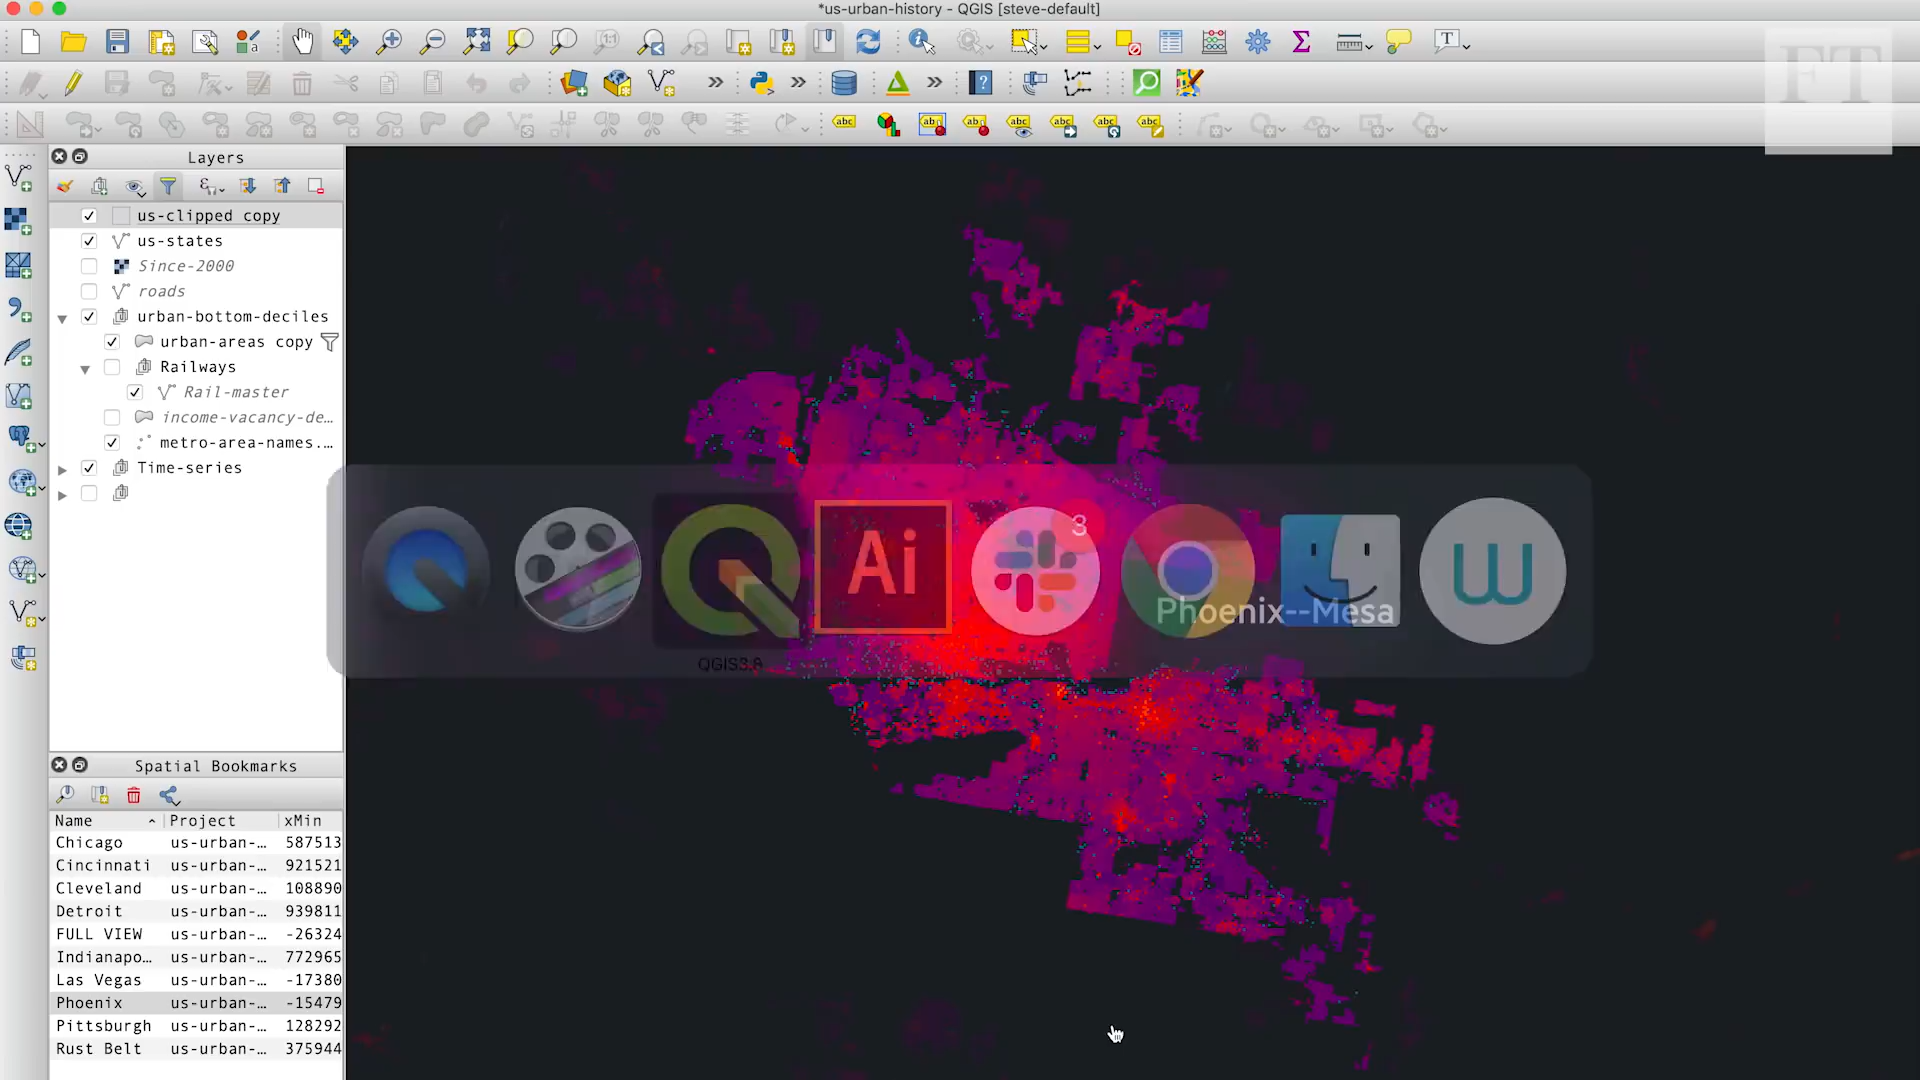 *us-urban-history - QGIS [steve-default]
FT
Layers
us-clipped copy
us-states
Since-2000
roads
urban-bottom-deciles
urban-areas copy
Railways
Rail-master
income-vacancy-de…
metro-area-names.…
Time-series
Ai
3
Phoenix--Mesa
QGIS3.8
Spatial Bookmarks
Name Project xMin
Chicago us-urban-… 587513
Cincinnati us-urban-… 921521
Cleveland us-urban-… 108890
Detroit us-urban-… 939811
FULL VIEW us-urban-… -26324
Indianapo… us-urban-… 772965
Las Vegas us-urban-… -17380
Phoenix us-urban-… -15479
Pittsburgh us-urban-… 128292
Rust Belt us-urban-… 375944